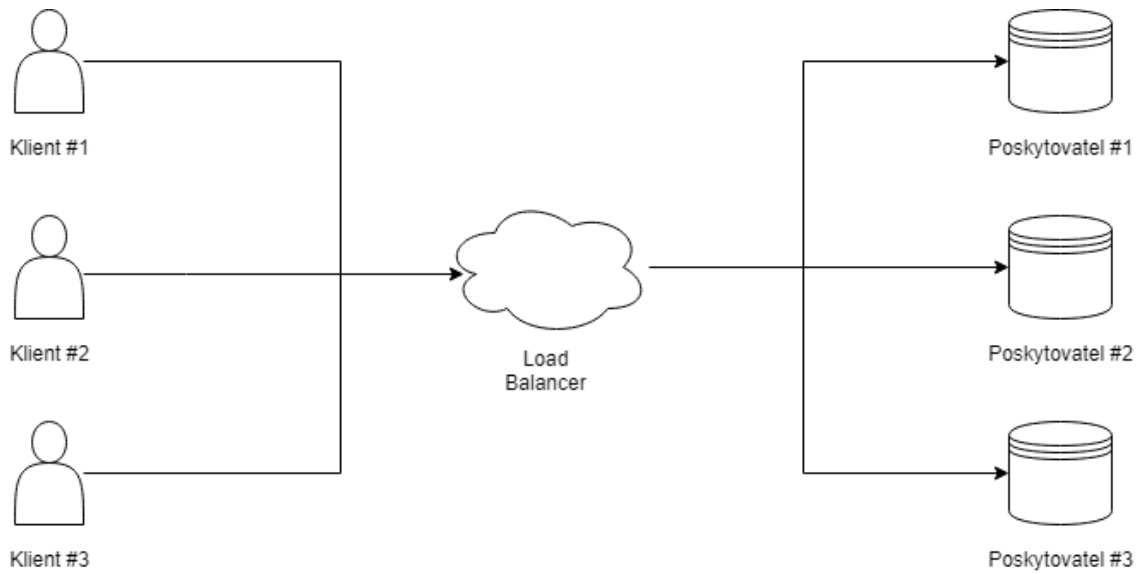 Klient #1
Poskytovatel #1
Klient #2
Load
Balancer
Poskytovatel #2
Klient #3
Poskytovatel #3